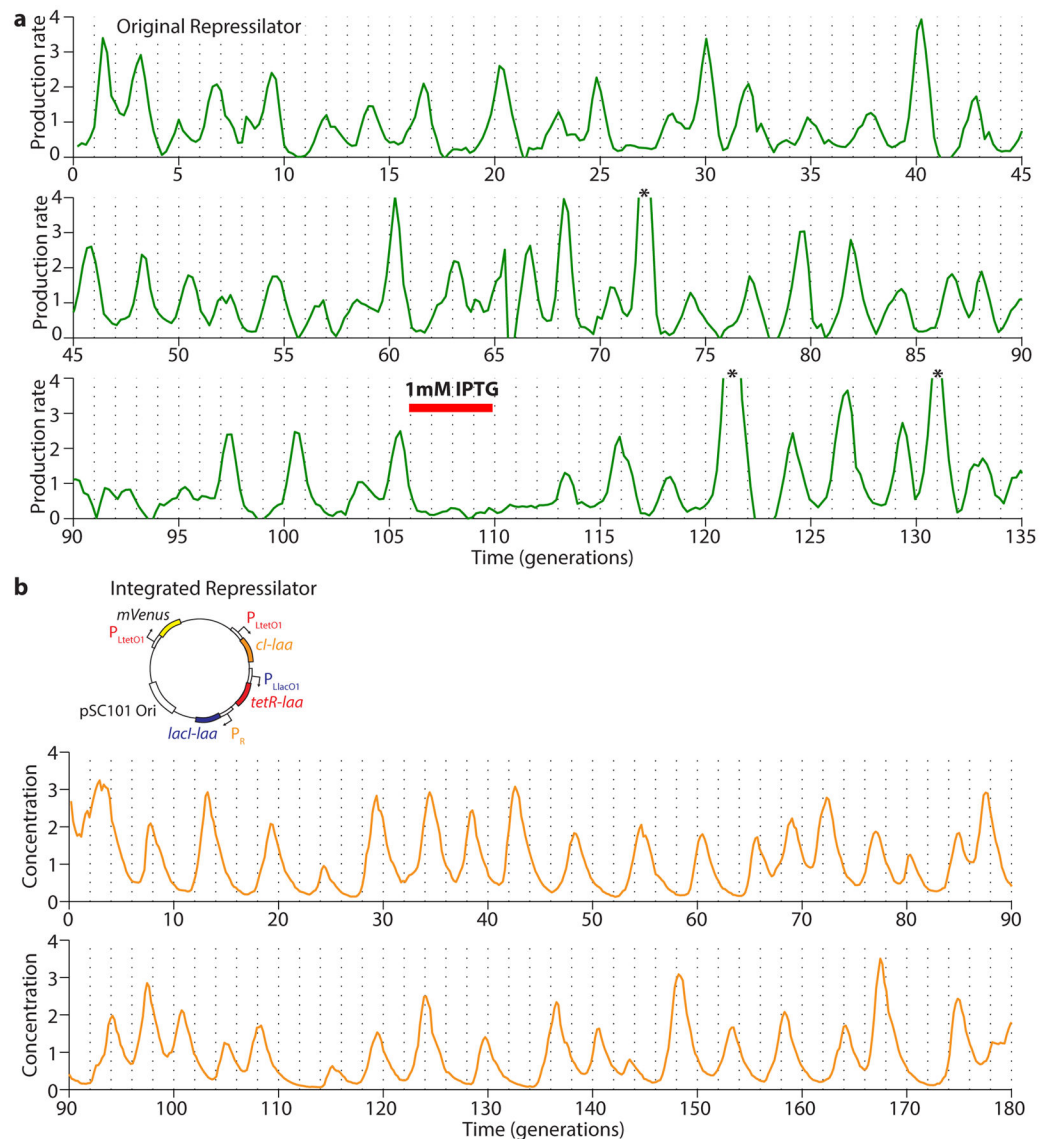 a
Original Repressilator
Production rate
4
3
2
1
0
0 5 10 15 20 25 30 35 40 45
Production rate
4
3
2
1
0
*
45 50 55 60 65 70 75 80 85 90
Production rate
4
3
2
1
0
1mM IPTG
* *
90 95 100 105 110 115 120 125 130 135
Time (generations)
b
Integrated Repressilator
mVenus
PLtetO1
PLtetO1
cI-laa
PLlacO1
tetR-laa
PR
lacI-laa
pSC101 Ori
Concentration
4
3
2
1
0
0 10 20 30 40 50 60 70 80 90
Concentration
4
3
2
1
0
90 100 110 120 130 140 150 160 170 180
Time (generations)